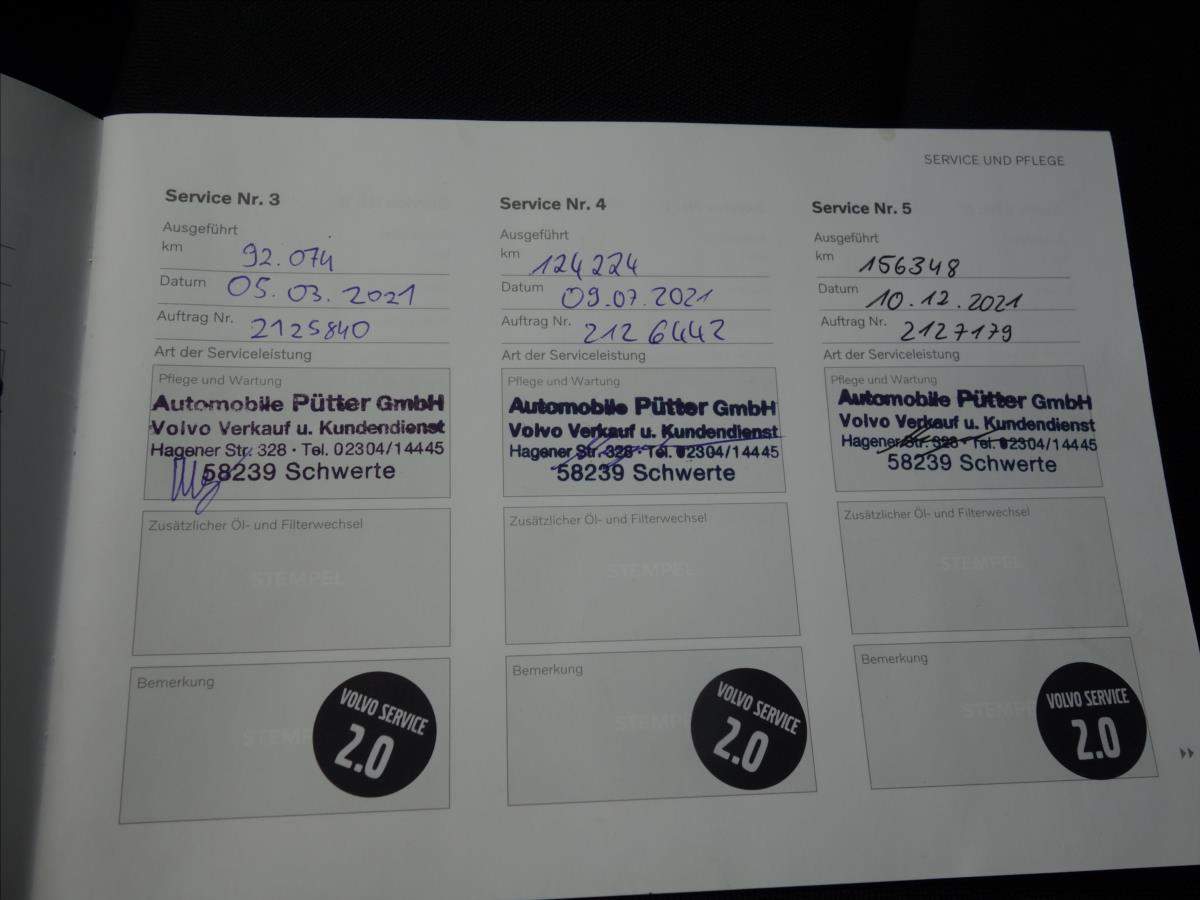 SERVICE UND PFLEGE
Service Nr. 3
Ausgeführt
km 92.074
Datum 05.03.2021
Auftrag Nr. 2125840
Art der Serviceleistung
Pflege und Wartung
Automobile Pütter GmbH
Volvo Verkauf u. Kundendienst
Hagener Str. 328 · Tel. 02304/14445
58239 Schwerte
Zusätzlicher Öl- und Filterwechsel
STEMPEL
Bemerkung
STEMPEL
VOLVO SERVICE
2.0
Service Nr. 4
Ausgeführt
km 124224
Datum 09.07.2021
Auftrag Nr. 2126442
Art der Serviceleistung
Pflege und Wartung
Automobile Pütter GmbH
Volvo Verkauf u. Kundendienst
Hagener Str. 328 · Tel. 02304/14445
58239 Schwerte
Zusätzlicher Öl- und Filterwechsel
STEMPEL
Bemerkung
STEMPEL
VOLVO SERVICE
2.0
Service Nr. 5
Ausgeführt
km 156348
Datum 10.12.2021
Auftrag Nr. 2127179
Art der Serviceleistung
Pflege und Wartung
Automobile Pütter GmbH
Volvo Verkauf u. Kundendienst
Hagener Str. 328 · Tel. 02304/14445
58239 Schwerte
Zusätzlicher Öl- und Filterwechsel
STEMPEL
Bemerkung
STEMPEL
VOLVO SERVICE
2.0